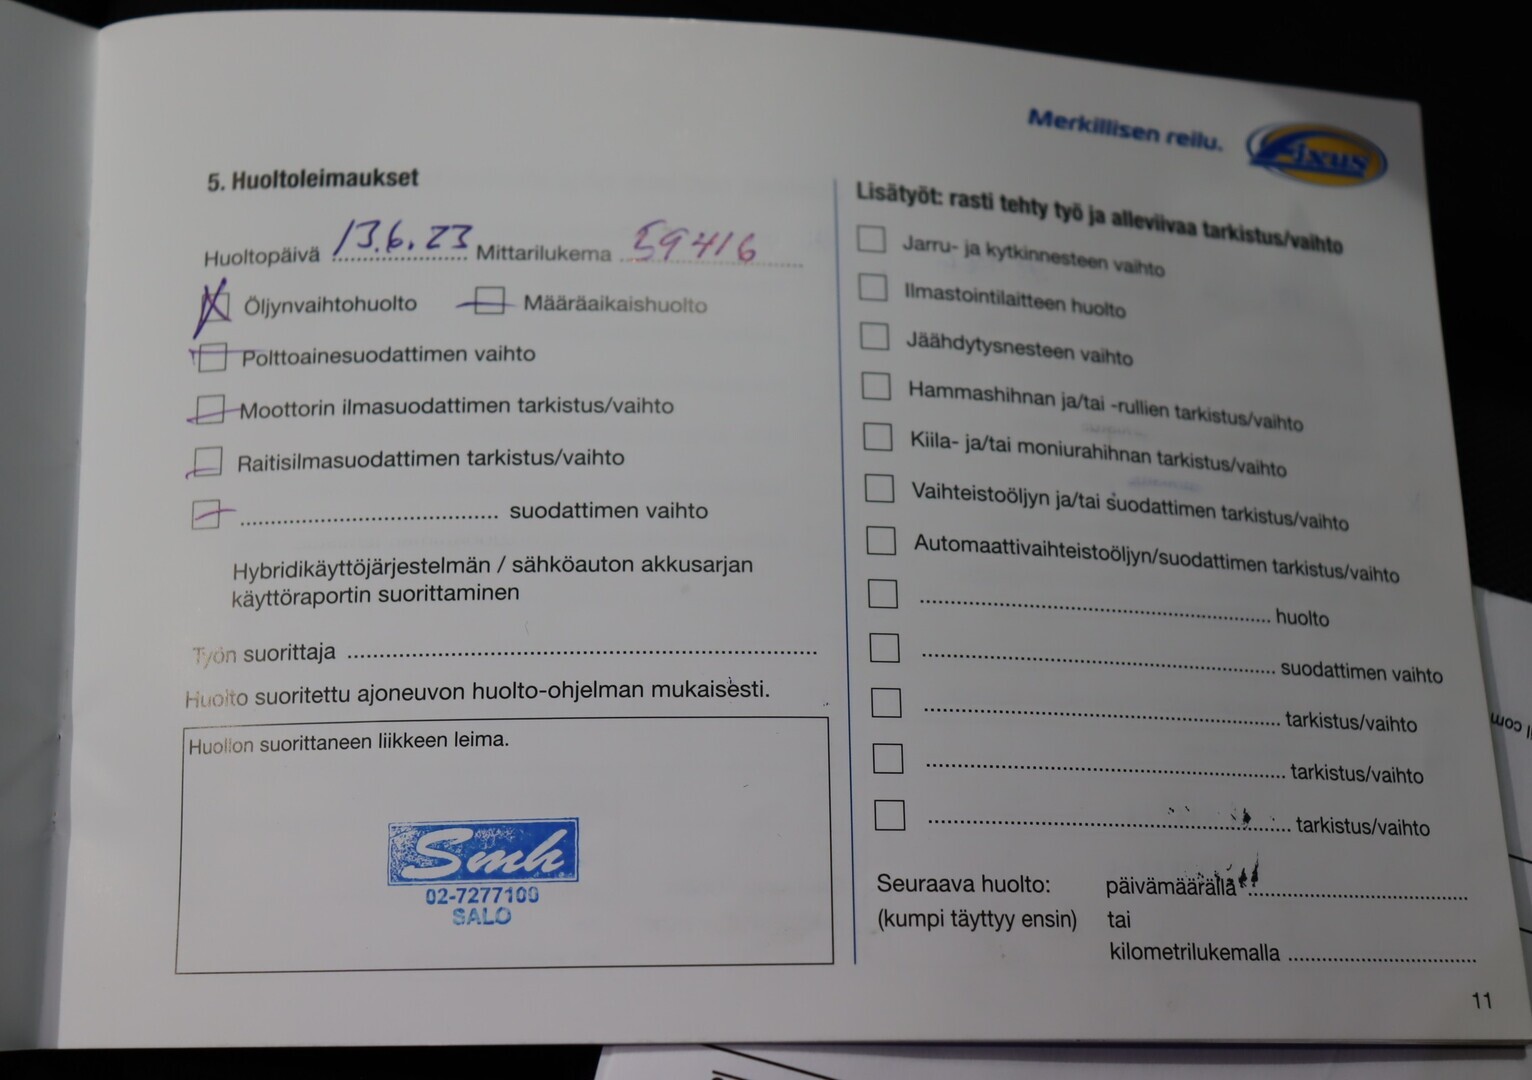 Merkillisen reilu.
Fixus
5. Huoltoleimaukset
Huoltopäivä 13.6.23 Mittarilukema 59416
Öljynvaihtohuolto Määräaikaishuolto
Polttoainesuodattimen vaihto
Moottorin ilmasuodattimen tarkistus/vaihto
Raitisilmasuodattimen tarkistus/vaihto
suodattimen vaihto
Hybridikäyttöjärjestelmän / sähköauton akkusarjan
käyttöraportin suorittaminen
Työn suorittaja
Huolto suoritettu ajoneuvon huolto-ohjelman mukaisesti.
Huollon suorittaneen liikkeen leima.
Smh
02-7277100
SALO
Lisätyöt: rasti tehty työ ja alleviivaa tarkistus/vaihto
Jarru- ja kytkinnesteen vaihto
Ilmastointilaitteen huolto
Jäähdytysnesteen vaihto
Hammashihnan ja/tai -rullien tarkistus/vaihto
Kiila- ja/tai moniurahihnan tarkistus/vaihto
Vaihteistoöljyn ja/tai suodattimen tarkistus/vaihto
Automaattivaihteistoöljyn/suodattimen tarkistus/vaihto
huolto
suodattimen vaihto
tarkistus/vaihto
tarkistus/vaihto
tarkistus/vaihto
Seuraava huolto: päivämäärällä
(kumpi täyttyy ensin) tai
kilometrilukemalla
11